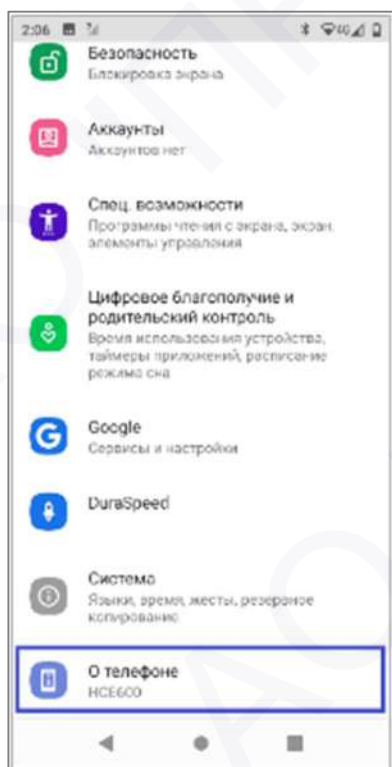 2:06
4G
Безопасность
Блокировка экрана
Аккаунты
Аккаунтов нет
Спец. возможности
Программы чтения с экрана, экран,
элементы управления
Цифровое благополучие и
родительский контроль
Время использования устройства,
таймеры приложений, расписание
режима сна
Google
Сервисы и настройки
DuraSpeed
Система
Языки, время, жесты, резервное
копирование
О телефоне
HCE600